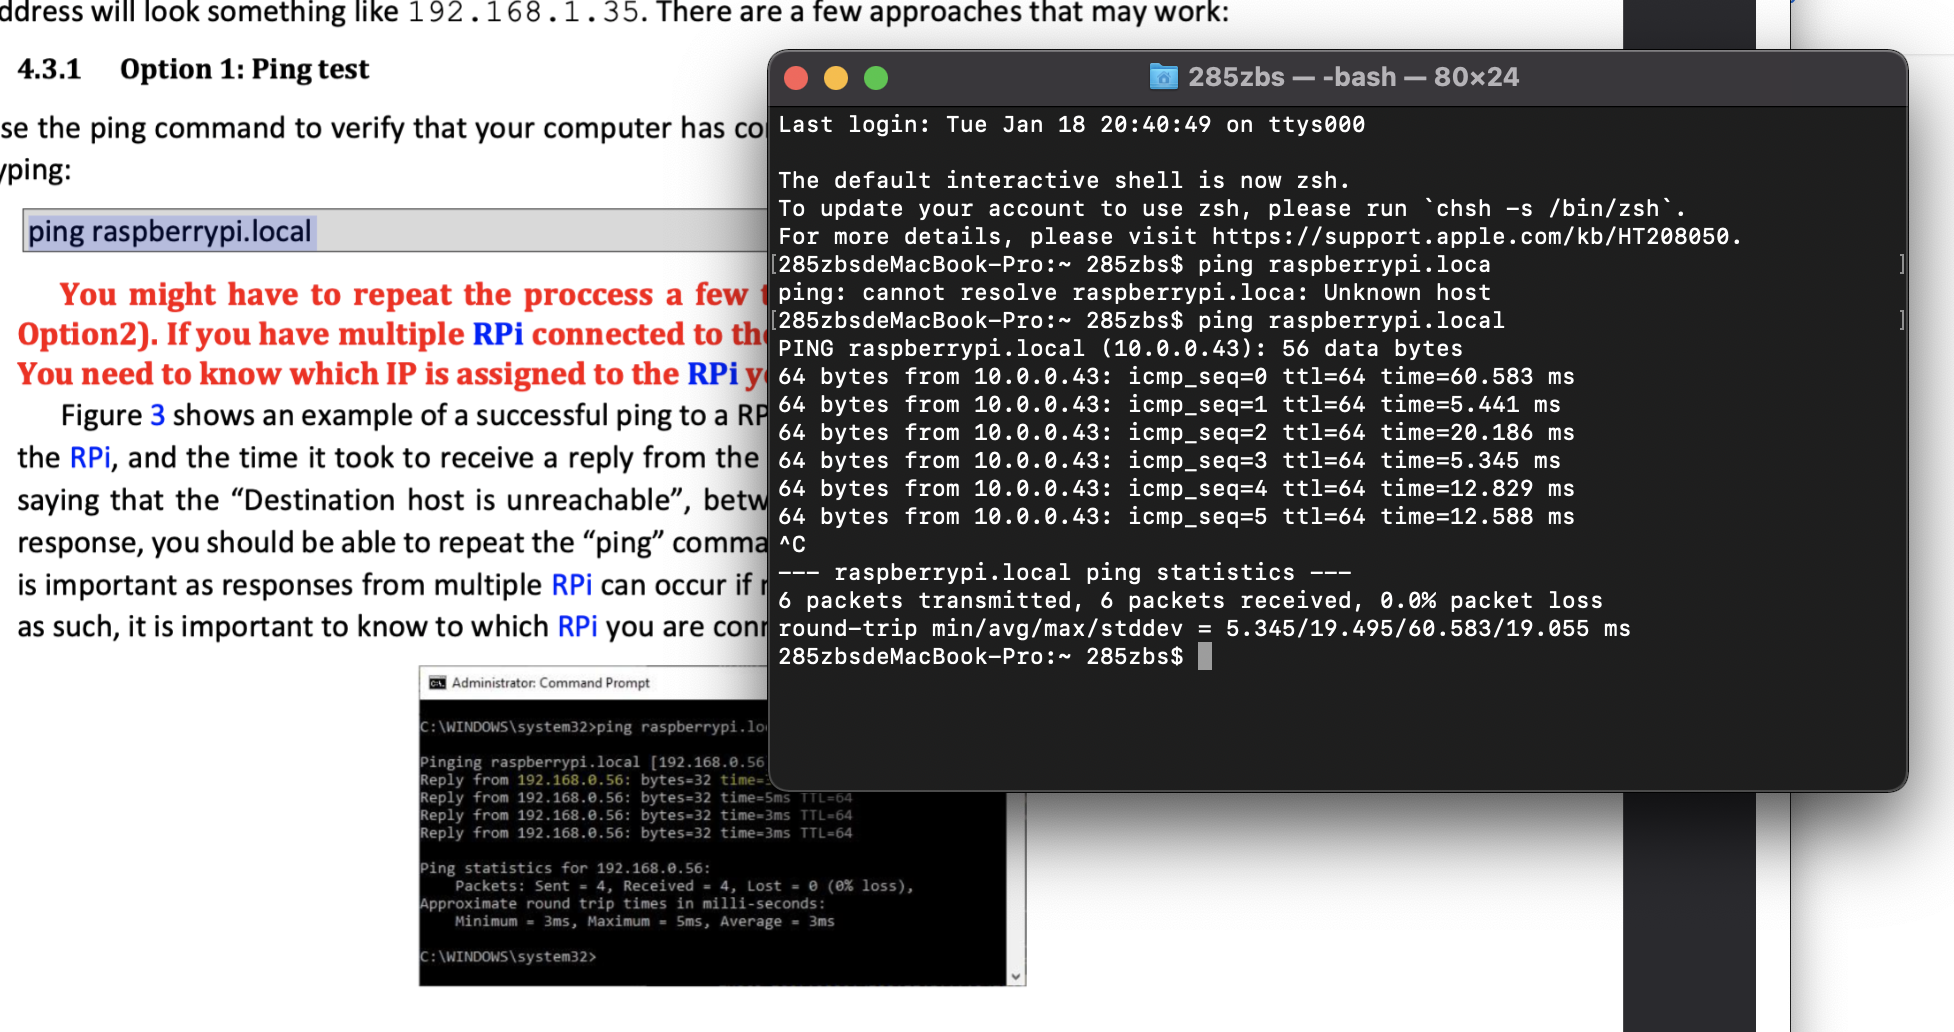 ddress will look something like 192.168.1.35. There are a few approaches that may work:
4.3.1 Option 1: Ping test
se the ping command to verify that your computer has
yping:
ping raspberrypi.local
You might have to repeat the proccess a few
Option2). If you have multiple RPi connected to
You need to know which IP is assigned to the RPi
Figure 3 shows an example of a successful ping to a
the RPi, and the time it took to receive a reply from the
saying that the “Destination host is unreachable”,
response, you should be able to repeat the “ping”
is important as responses from multiple RPi can occur if
as such, it is important to know to which RPi you are
Administrator: Command Prompt
C:\WINDOWS\system32>ping raspberrypi.lo
Pinging raspberrypi.local [192.168.0.56
Reply from 192.168.0.56: bytes=32 time=
Reply from 192.168.0.56: bytes=32 time=5ms TTL=64
Reply from 192.168.0.56: bytes=32 time=3ms TTL=64
Reply from 192.168.0.56: bytes=32 time=3ms TTL=64
Ping statistics for 192.168.0.56:
Packets: Sent = 4, Received = 4, Lost = 0 (0% loss),
Approximate round trip times in milli-seconds:
Minimum = 3ms, Maximum = 5ms, Average = 3ms
C:\WINDOWS\system32>
285zbs — -bash — 80×24
Last login: Tue Jan 18 20:40:49 on ttys000
The default interactive shell is now zsh.
To update your account to use zsh, please run `chsh -s /bin/zsh`.
For more details, please visit https://support.apple.com/kb/HT208050.
[285zbsdeMacBook-Pro:~ 285zbs$ ping raspberrypi.loca ]
ping: cannot resolve raspberrypi.loca: Unknown host
[285zbsdeMacBook-Pro:~ 285zbs$ ping raspberrypi.local ]
PING raspberrypi.local (10.0.0.43): 56 data bytes
64 bytes from 10.0.0.43: icmp_seq=0 ttl=64 time=60.583 ms
64 bytes from 10.0.0.43: icmp_seq=1 ttl=64 time=5.441 ms
64 bytes from 10.0.0.43: icmp_seq=2 ttl=64 time=20.186 ms
64 bytes from 10.0.0.43: icmp_seq=3 ttl=64 time=5.345 ms
64 bytes from 10.0.0.43: icmp_seq=4 ttl=64 time=12.829 ms
64 bytes from 10.0.0.43: icmp_seq=5 ttl=64 time=12.588 ms
^C
--- raspberrypi.local ping statistics ---
6 packets transmitted, 6 packets received, 0.0% packet loss
round-trip min/avg/max/stddev = 5.345/19.495/60.583/19.055 ms
285zbsdeMacBook-Pro:~ 285zbs$